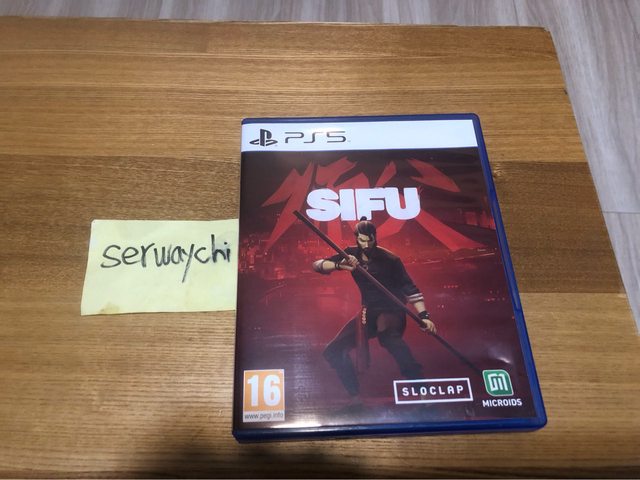 PS5
SIFU
serwaychi
16
www.pegi.info
SLOCLAP
MICROIDS